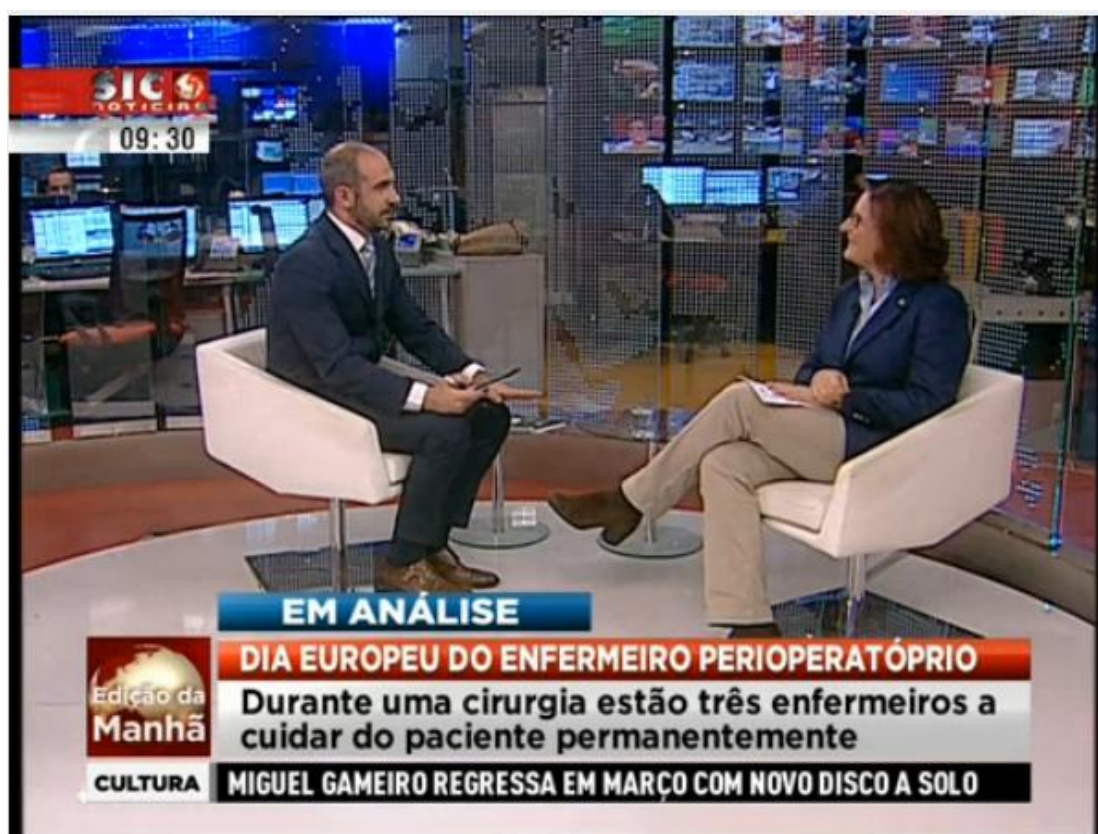 SIC
NOTÍCIAS
09:30
EM ANÁLISE
DIA EUROPEU DO ENFERMEIRO PERIOPERATÓPRIO
Edição da
Manhã
Durante uma cirurgia estão três enfermeiros a
cuidar do paciente permanentemente
CULTURA
MIGUEL GAMEIRO REGRESSA EM MARÇO COM NOVO DISCO A SOLO